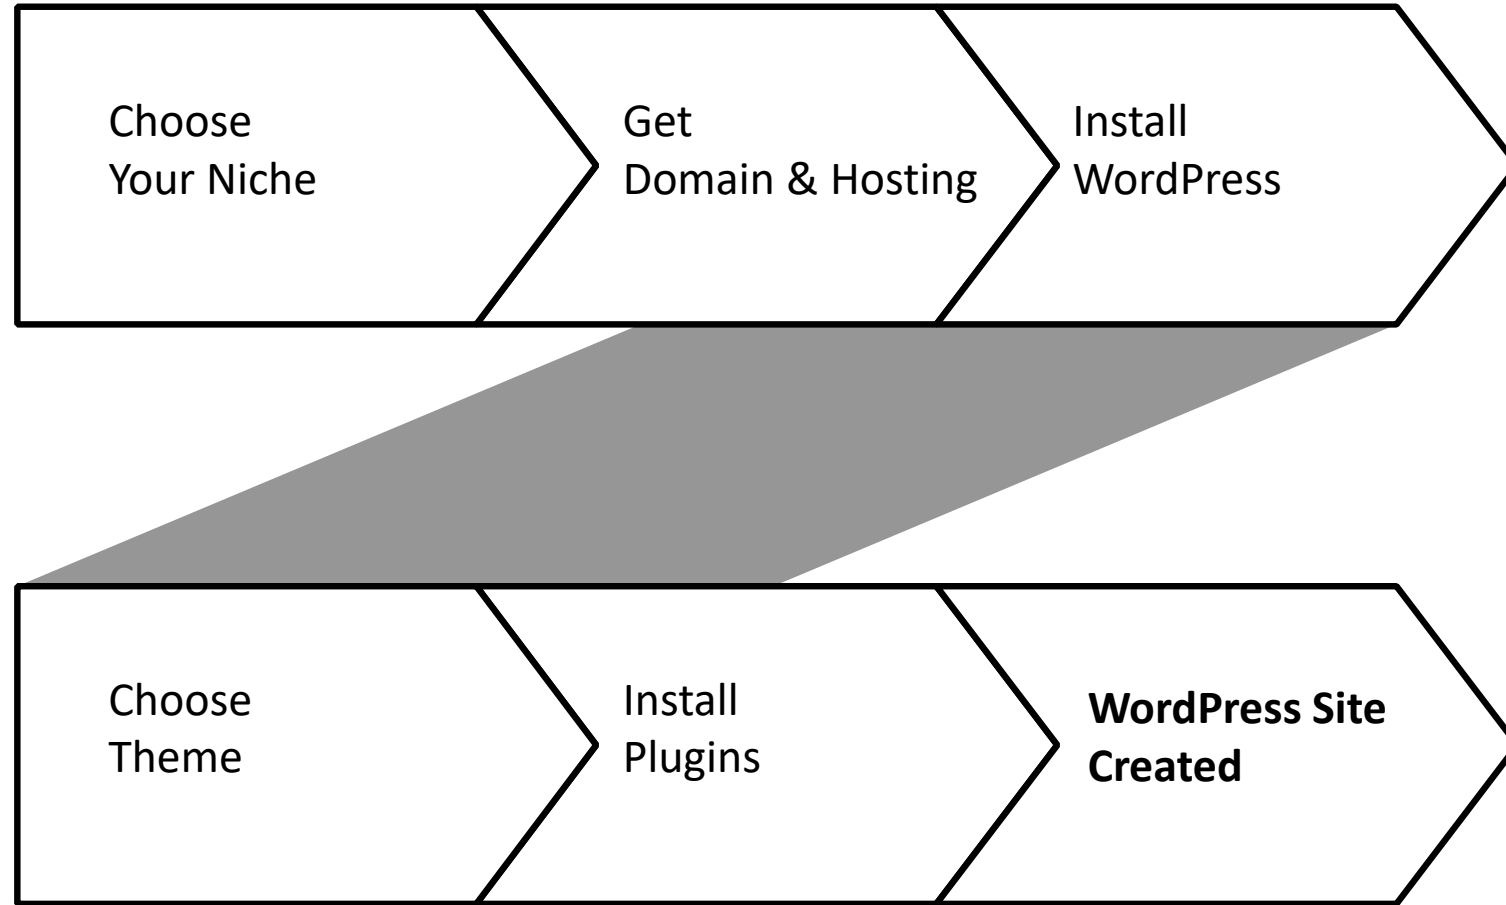 Choose
Your Niche
Get
Domain & Hosting
Install
WordPress
Choose
Theme
Install
Plugins
WordPress Site
Created